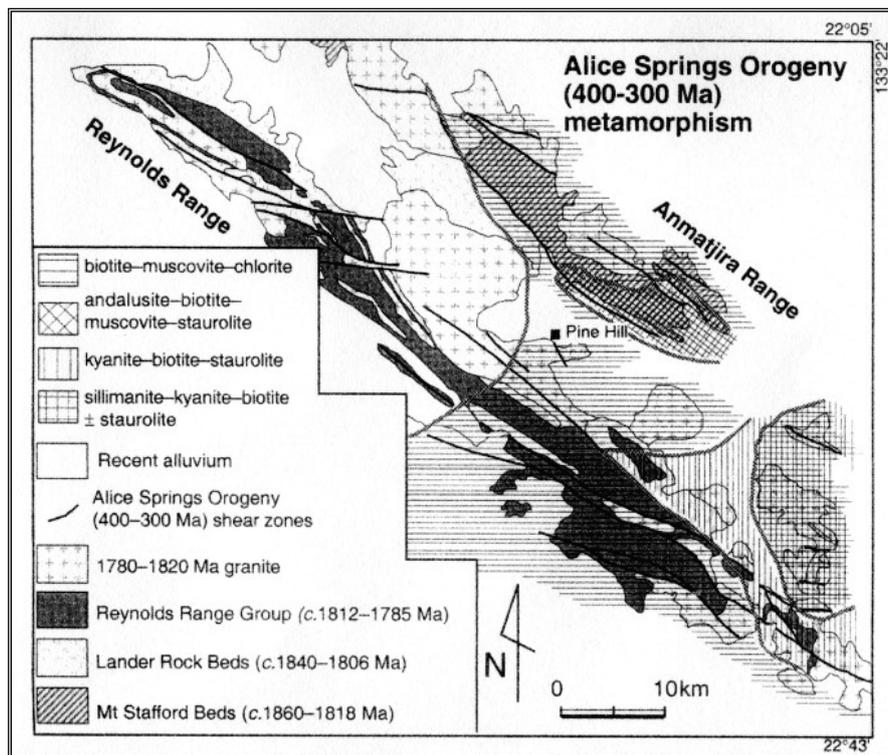 22°05'
133°22'
Alice Springs Orogeny
(400-300 Ma)
metamorphism
Reynolds Range
Anmatjira Range
Pine Hill
biotite–muscovite–chlorite
andalusite–biotite–
muscovite–staurolite
kyanite–biotite–staurolite
sillimanite–kyanite–biotite
± staurolite
Recent alluvium
Alice Springs Orogeny
(400–300 Ma) shear zones
1780–1820 Ma granite
Reynolds Range Group (c.1812–1785 Ma)
Lander Rock Beds (c.1840–1806 Ma)
Mt Stafford Beds (c.1860–1818 Ma)
N
0 10km
22°43'